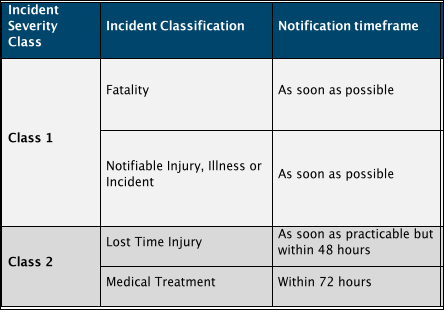 Incident
Severity
Class
Incident Classification
Notification timeframe
Class 1
Fatality
As soon as possible
Notifiable Injury, Illness or
Incident
As soon as possible
Class 2
Lost Time Injury
As soon as practicable but
within 48 hours
Medical Treatment
Within 72 hours